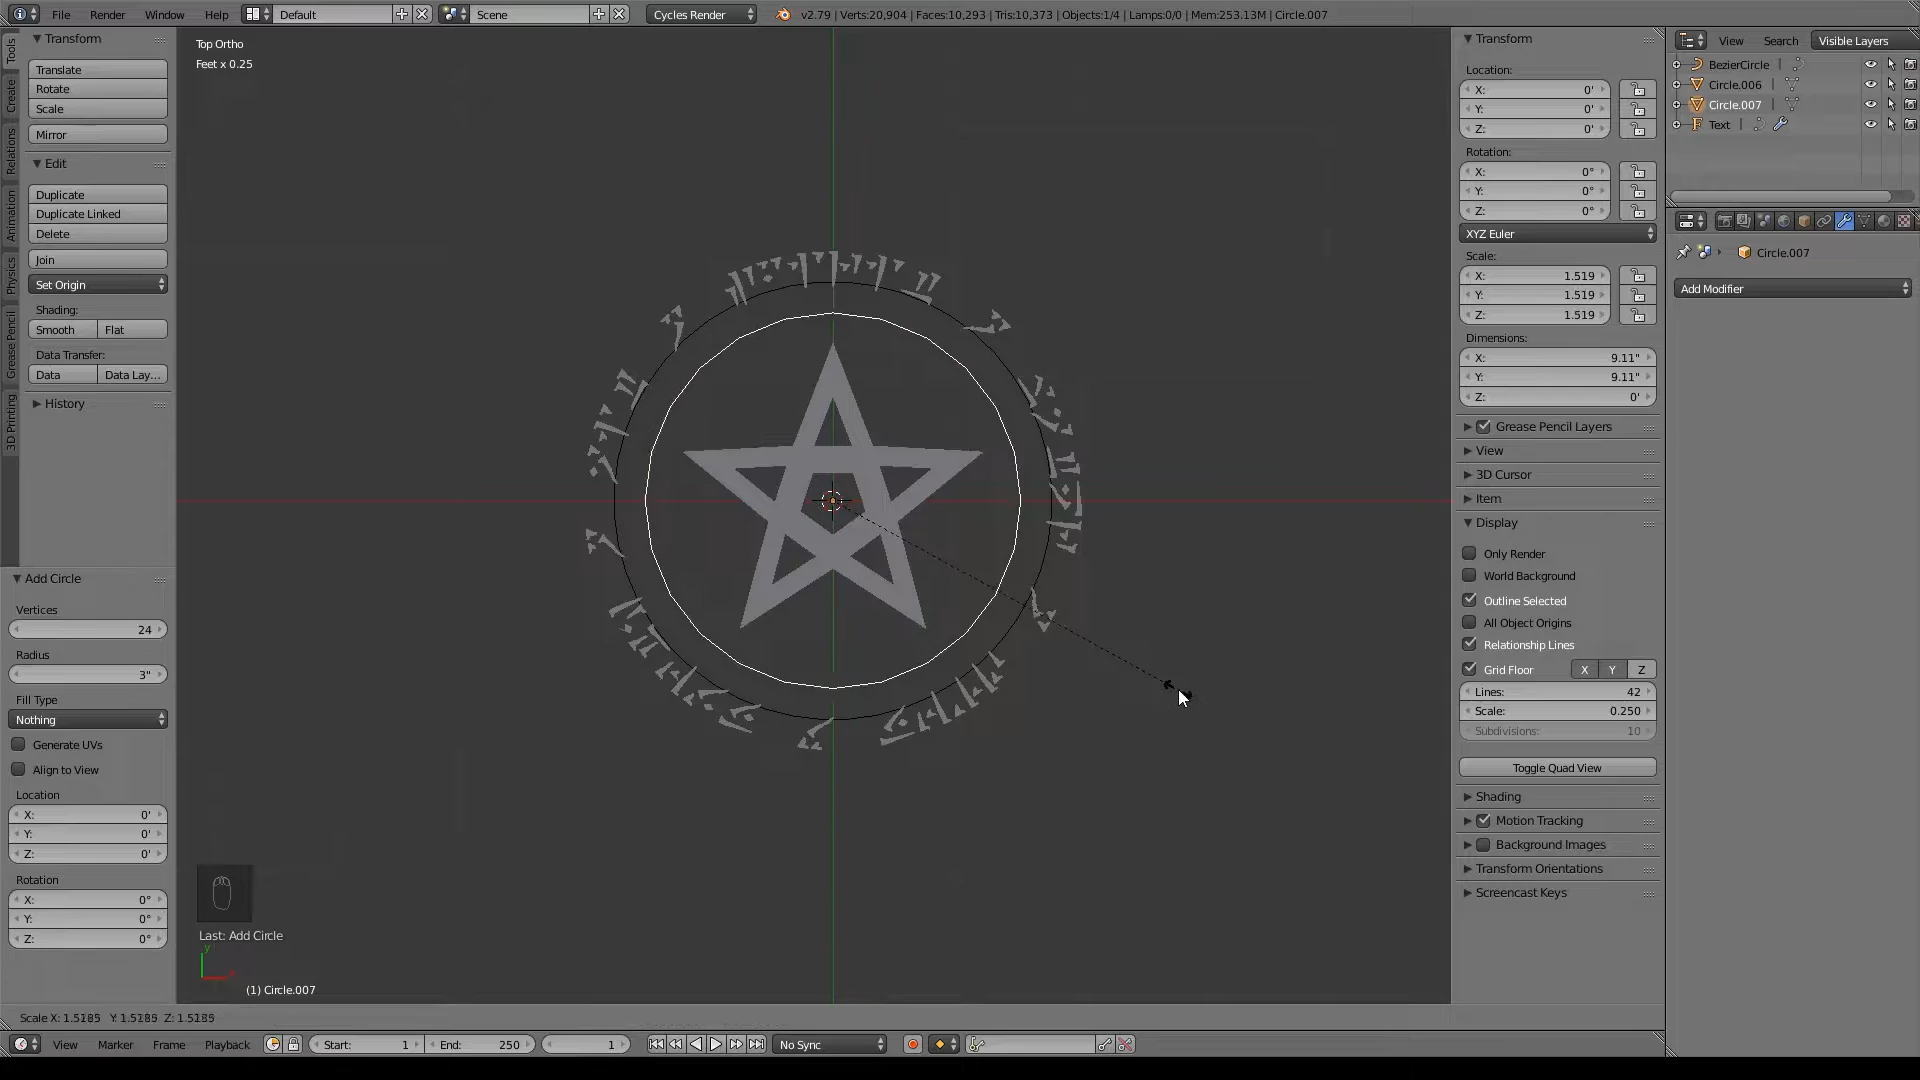 File Render Window Help Default Scene Cycles Render v2.79 | Verts:20,904 | Faces:10,293 | Tris:10,373 | Objects:1/4 | Lamps:0/0 | Mem:253.13M | Circle.007
Tools
Create
Relations
Animation
Physics
Grease Pencil
3D Printing
Transform
Translate
Rotate
Scale
Mirror
Edit
Duplicate
Duplicate Linked
Delete
Join
Set Origin
Shading:
Smooth Flat
Data Transfer:
Data Data Lay...
History
Add Circle
Vertices
24
Radius
3"
Fill Type
Nothing
Generate UVs
Align to View
Location
X: 0'
Y: 0'
Z: 0'
Rotation
X: 0°
Y: 0°
Z: 0°
Top Ortho
Feet x 0.25
Last: Add Circle
y
(1) Circle.007
Transform
Location:
X: 0'
Y: 0'
Z: 0'
Rotation:
X: 0°
Y: 0°
Z: 0°
XYZ Euler
Scale:
X: 1.519
Y: 1.519
Z: 1.519
Dimensions:
X: 9.11"
Y: 9.11"
Z: 0'
Grease Pencil Layers
View
3D Cursor
Item
Display
Only Render
World Background
Outline Selected
All Object Origins
Relationship Lines
Grid Floor X Y Z
Lines: 42
Scale: 0.250
Subdivisions: 10
Toggle Quad View
Shading
Motion Tracking
Background Images
Transform Orientations
Screencast Keys
View Search Visible Layers
BezierCircle
Circle.006
Circle.007
Text
Circle.007
Add Modifier
Scale X: 1.5185 Y: 1.5185 Z: 1.5185
View Marker Frame Playback Start: 1 End: 250 1 No Sync